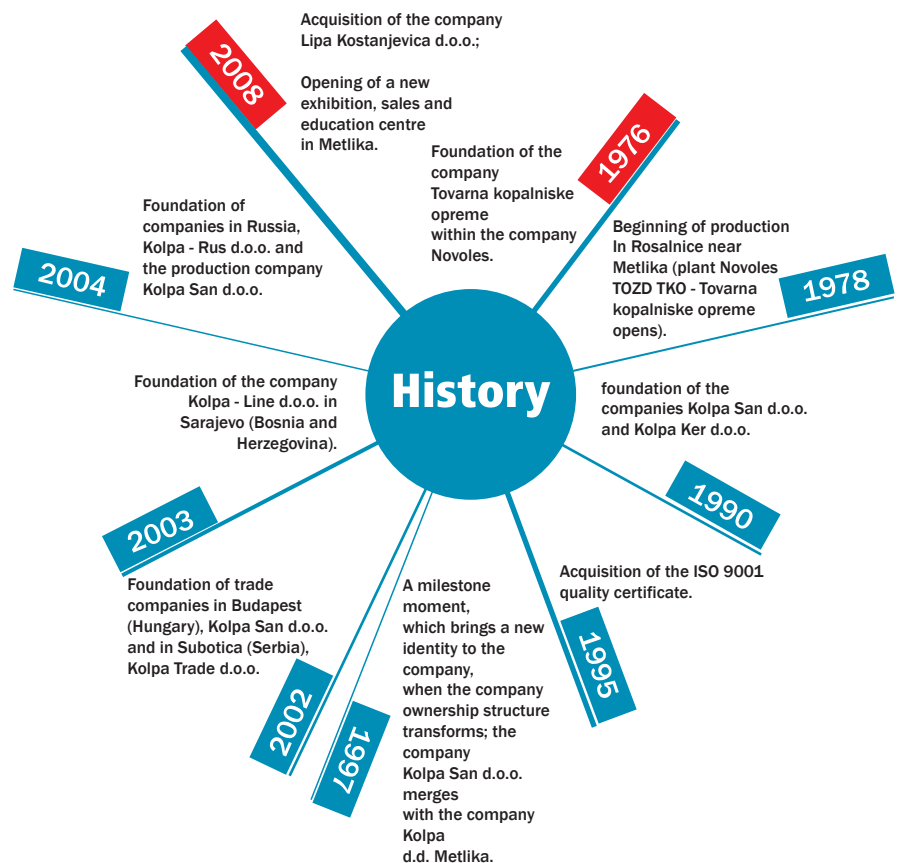 History
1976
Foundation of the
company
Tovarna kopalniske
opreme
within the company
Novoles.
1978
Beginning of production
In Rosalnice near
Metlika (plant Novoles
TOZD TKO - Tovarna
kopalniske opreme
opens).
1990
foundation of the
companies Kolpa San d.o.o.
and Kolpa Ker d.o.o.
1995
Acquisition of the ISO 9001
quality certificate.
1997
A milestone
moment,
which brings a new
identity to the
company,
when the company
ownership structure
transforms; the
company
Kolpa San d.o.o.
merges
with the company
Kolpa
d.d. Metlika.
2002
Foundation of trade
companies in Budapest
(Hungary), Kolpa San d.o.o.
and in Subotica (Serbia),
Kolpa Trade d.o.o.
2003
Foundation of the company
Kolpa - Line d.o.o. in
Sarajevo (Bosnia and
Herzegovina).
2004
Foundation of
companies in Russia,
Kolpa - Rus d.o.o. and
the production company
Kolpa San d.o.o.
2008
Acquisition of the company
Lipa Kostanjevica d.o.o.;
Opening of a new
exhibition, sales and
education centre
in Metlika.